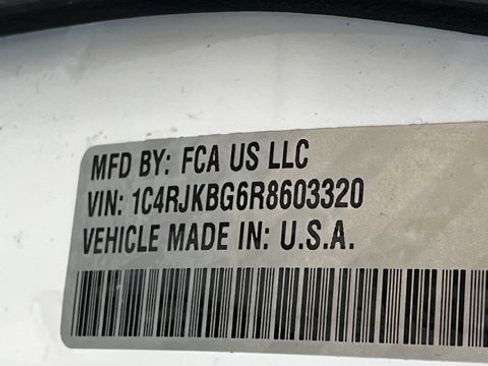 MFD BY: FCA US LLC
VIN: 1C4RJKBG6R8603320
VEHICLE MADE IN: U.S.A.